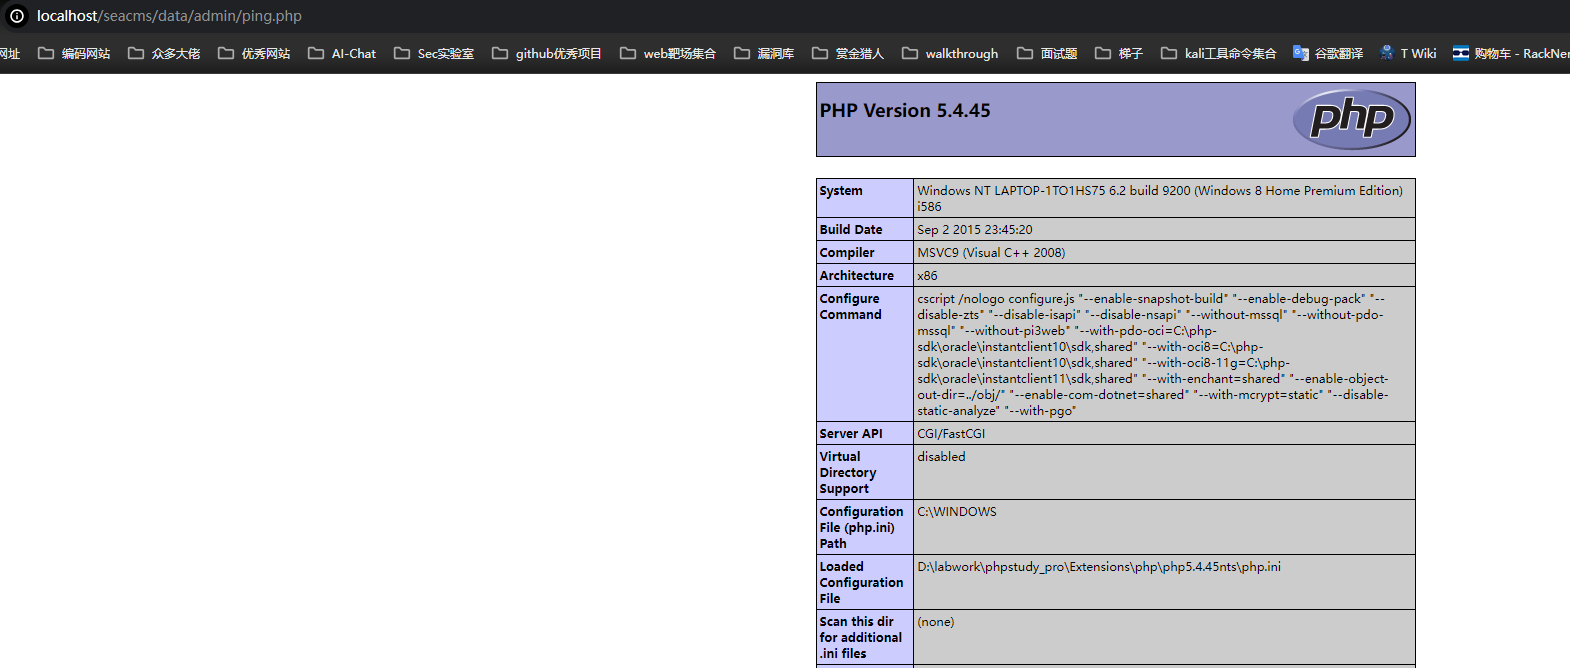 localhost/seacms/data/admin/ping.php
网址 编码网站 众多大佬 优秀网站 AI-Chat Sec实验室 github优秀项目 web靶场集合 漏洞库 赏金猎人 walkthrough 面试题 梯子 kali工具命令集合 谷歌翻译 T Wiki 购物车 - RackNer
PHP Version 5.4.45
php
System
Windows NT LAPTOP-1TO1HS75 6.2 build 9200 (Windows 8 Home Premium Edition)
i586
Build Date
Sep 2 2015 23:45:20
Compiler
MSVC9 (Visual C++ 2008)
Architecture
x86
Configure
Command
cscript /nologo configure.js "--enable-snapshot-build" "--enable-debug-pack" "--
disable-zts" "--disable-isapi" "--disable-nsapi" "--without-mssql" "--without-pdo-
mssql" "--without-pi3web" "--with-pdo-oci=C:\php-
sdk\oracle\instantclient10\sdk,shared" "--with-oci8=C:\php-
sdk\oracle\instantclient10\sdk,shared" "--with-oci8-11g=C:\php-
sdk\oracle\instantclient11\sdk,shared" "--with-enchant=shared" "--enable-object-
out-dir=../obj/" "--enable-com-dotnet=shared" "--with-mcrypt=static" "--disable-
static-analyze" "--with-pgo"
Server API
CGI/FastCGI
Virtual
Directory
Support
disabled
Configuration
File (php.ini)
Path
C:\WINDOWS
Loaded
Configuration
File
D:\labwork\phpstudy_pro\Extensions\php\php5.4.45nts\php.ini
Scan this dir
for additional
.ini files
(none)